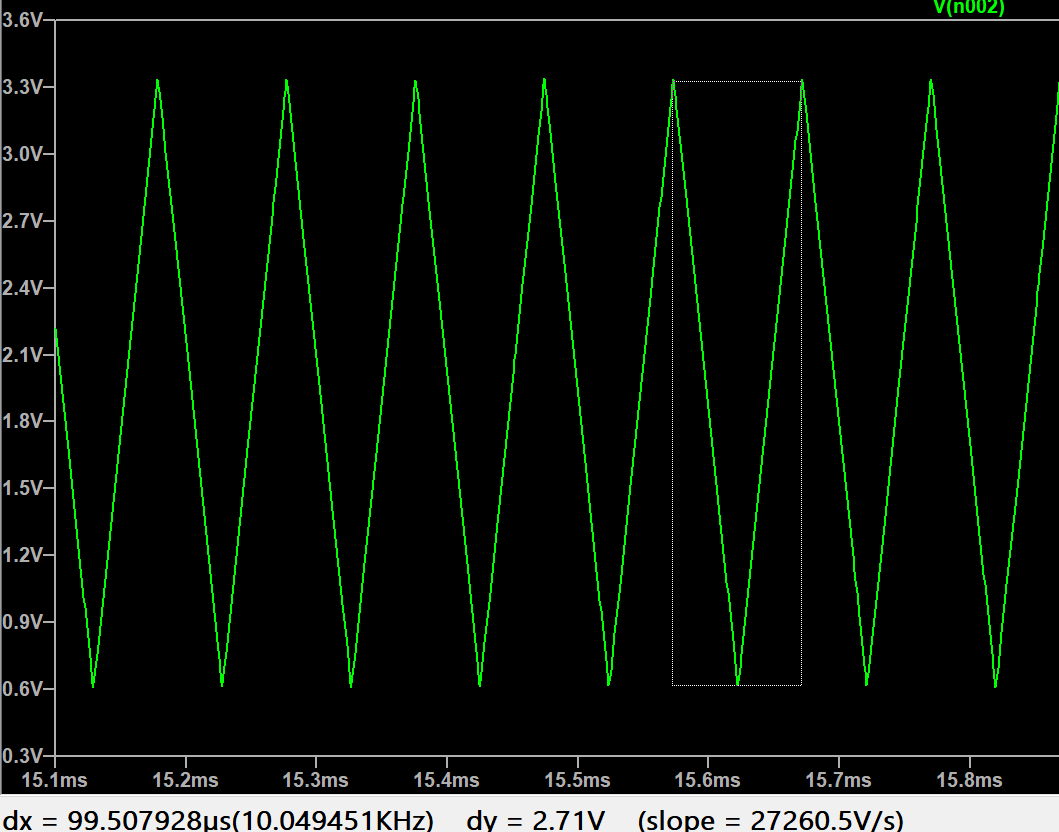 V(n002)
3.6V
3.3V
3.0V
2.7V
2.4V
2.1V
1.8V
1.5V
1.2V
0.9V
0.6V
0.3V
15.1ms 15.2ms 15.3ms 15.4ms 15.5ms 15.6ms 15.7ms 15.8ms
dx = 99.507928µs(10.049451KHz) dy = 2.71V (slope = 27260.5V/s)